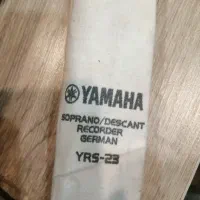 YAMAHA
SOPRANO/DESCANT
RECORDER
GERMAN
YRS-23